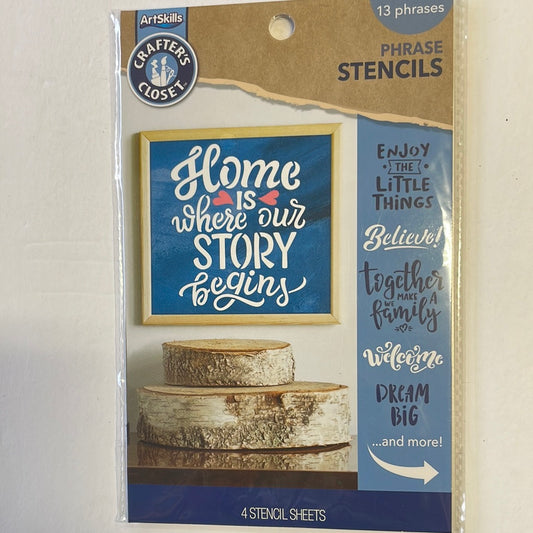 ArtSkills
CRAFTER'S
CLOSET
13 phrases
PHRASE
STENCILS
Home
IS
where our
STORY
begins
ENJOY
THE
LITTLE
THINGS
Believe!
together
WE MAKE A
family
Welcome
DREAM
BIG
...and more!
4 STENCIL SHEETS